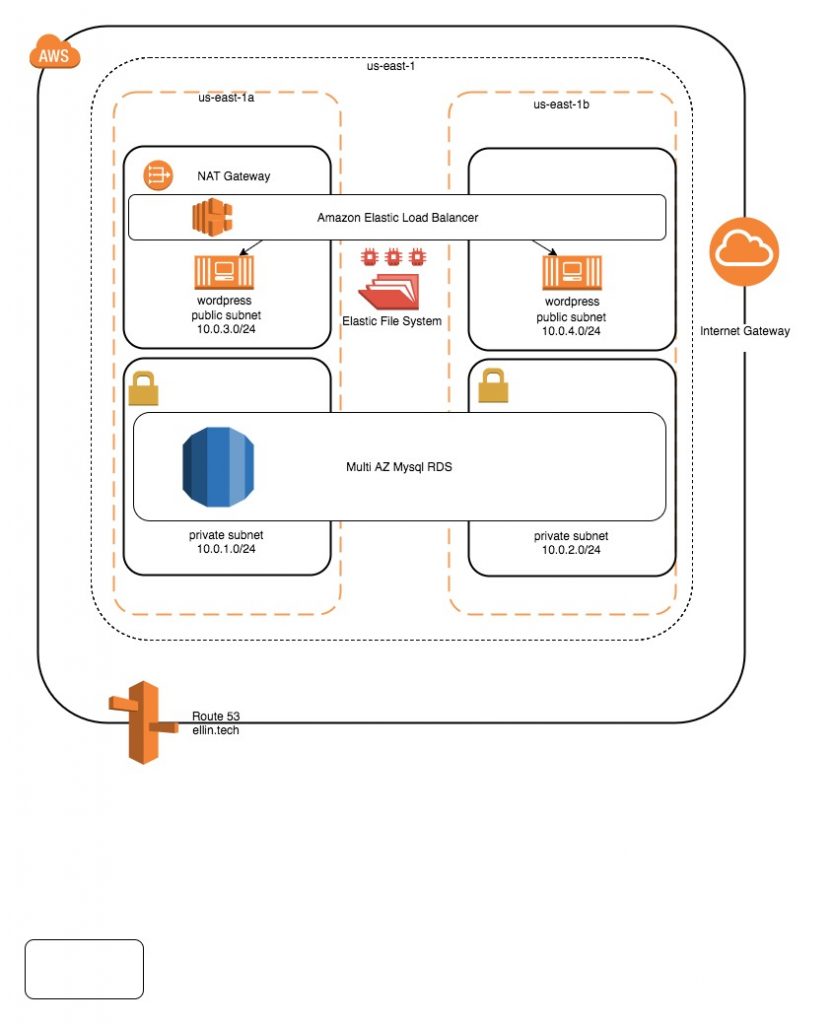 AWS
us-east-1
us-east-1a
us-east-1b
NAT Gateway
Amazon Elastic Load Balancer
wordpress
public subnet
10.0.3.0/24
Elastic File System
wordpress
public subnet
10.0.4.0/24
Internet Gateway
Multi AZ Mysql RDS
private subnet
10.0.1.0/24
private subnet
10.0.2.0/24
Route 53
ellin.tech